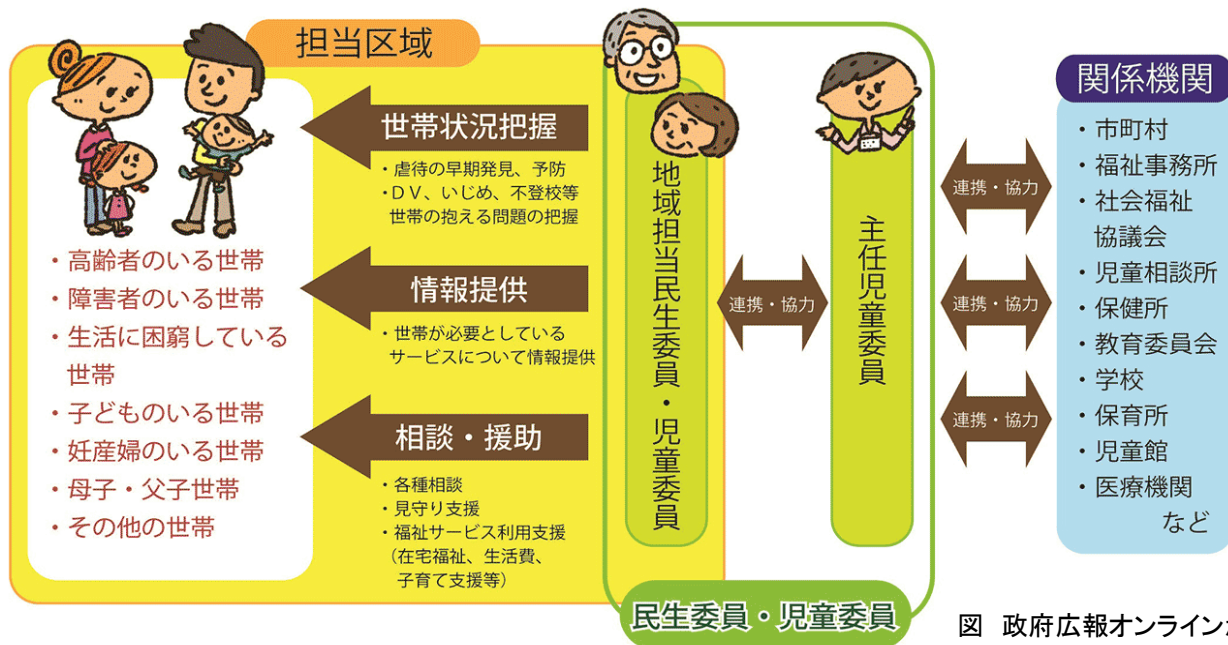 担当区域
・高齢者のいる世帯
・障害者のいる世帯
・生活に困窮している
世帯
・子どものいる世帯
・妊産婦のいる世帯
・母子・父子世帯
・その他の世帯
世帯状況把握
・虐待の早期発見、予防
・DV、いじめ、不登校等
世帯の抱える問題の把握
情報提供
・世帯が必要としている
サービスについて情報提供
相談・援助
・各種相談
・見守り支援
・福祉サービス利用支援
（在宅福祉、生活費、
子育て支援等）
地域担当民生委員・児童委員
連携・協力
主任児童委員
民生委員・児童委員
連携・協力
連携・協力
連携・協力
関係機関
・市町村
・福祉事務所
・社会福祉
協議会
・児童相談所
・保健所
・教育委員会
・学校
・保育所
・児童館
・医療機関
など
図 政府広報オンライン